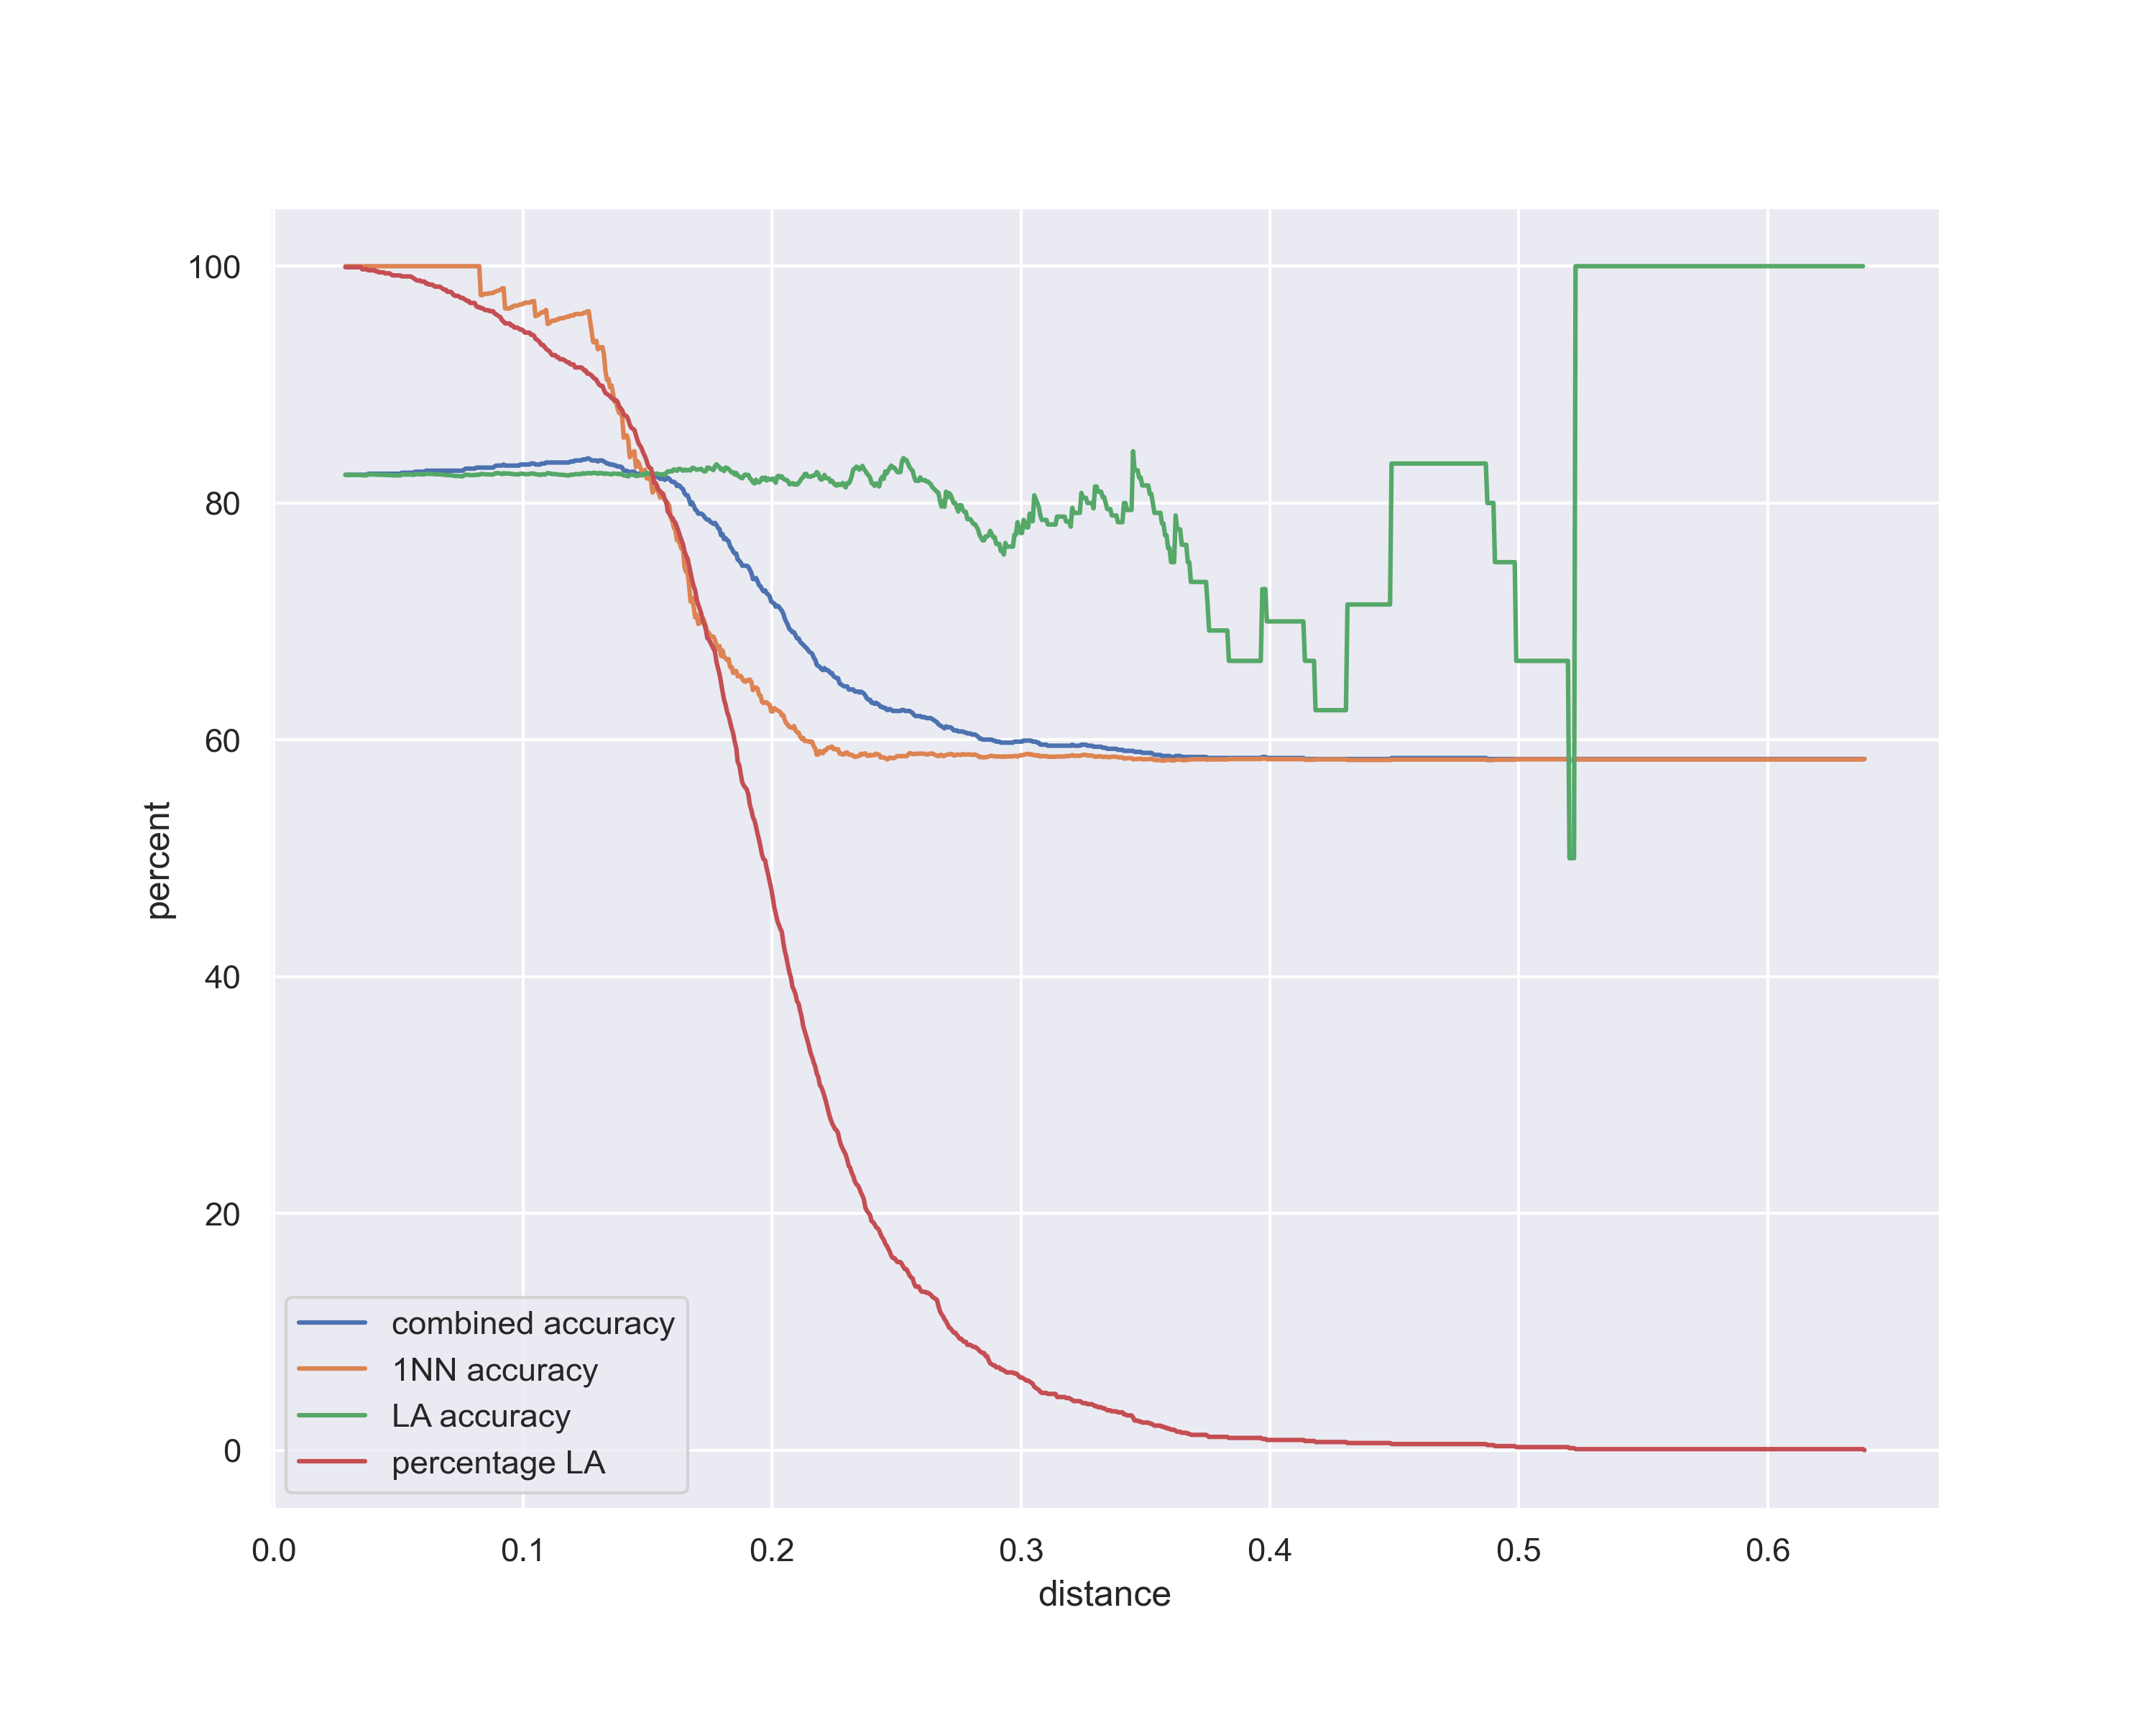 100
80
60
40
20
0
percent
combined accuracy
1NN accuracy
LA accuracy
percentage LA
0.0 0.1 0.2 0.3 0.4 0.5 0.6
distance